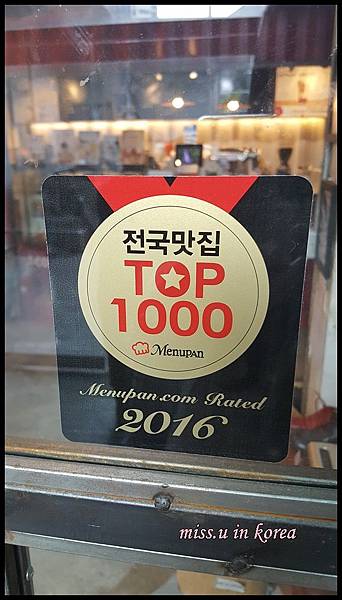 전국맛집
TOP
1000
MENUPAN
Menupan.com Rated
2016
miss.u in korea